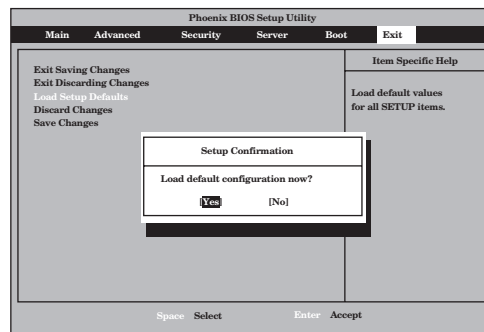 Phoenix BIOS Setup Utility
Main Advanced Security Server Boot Exit
Exit Saving Changes
Exit Discarding Changes
Load Setup Defaults
Discard Changes
Save Changes
Item Specific Help
Load default values
for all SETUP items.
Setup Confirmation
Load default configuration now?
[Yes] [No]
Space Select Enter Accept